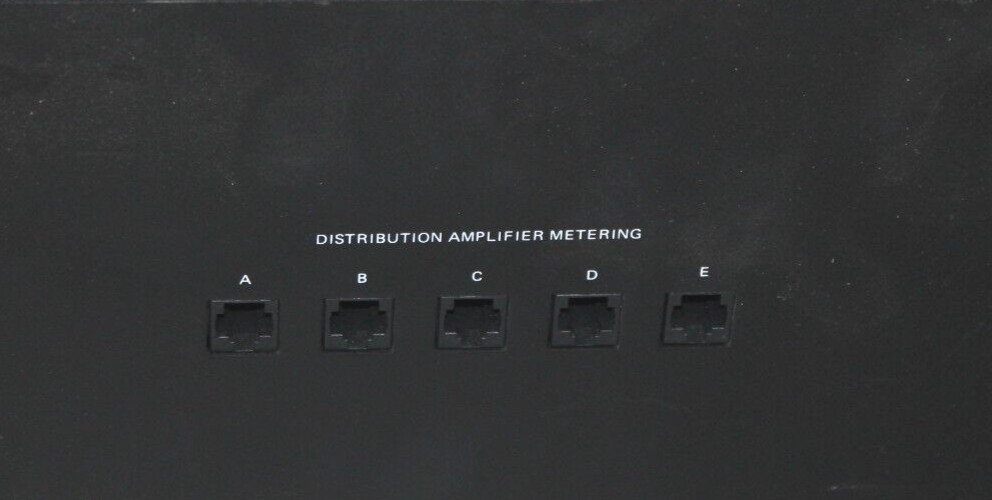 DISTRIBUTION AMPLIFIER METERING
A B C D E